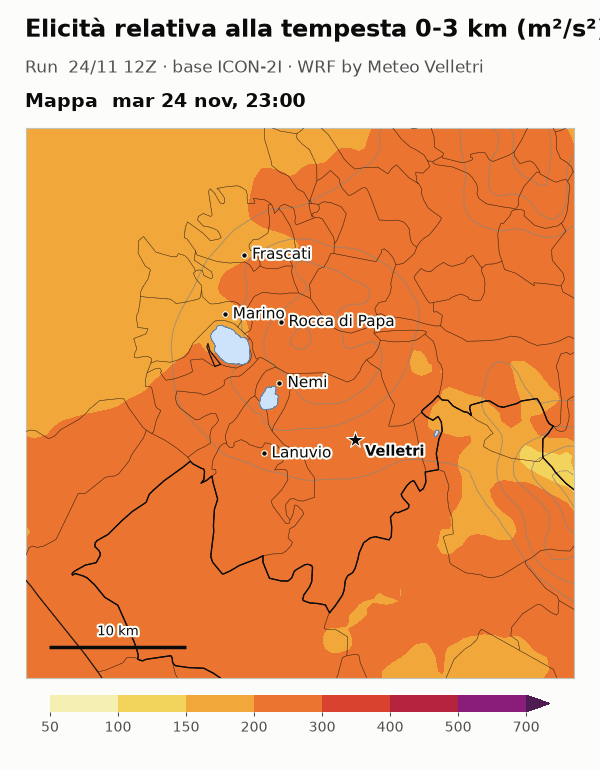 Elicità relativa alla tempesta 0-3 km (m²/s²)
Run 24/11 12Z · base ICON-2I · WRF by Meteo Velletri
Mappa mar 24 nov, 23:00
Frascati
Marino
Rocca di Papa
Nemi
Velletri
Lanuvio
10 km
50 100 150 200 300 400 500 700